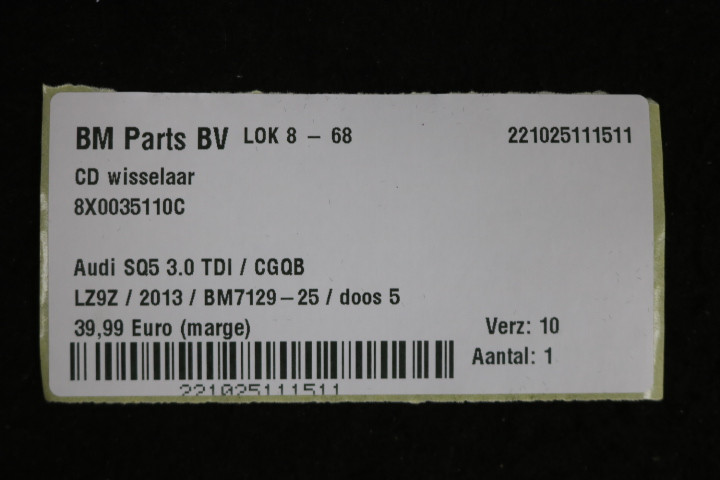 BM Parts BV LOK 8 – 68 221025111511
CD wisselaar
8X0035110C
Audi SQ5 3.0 TDI / CGQB
LZ9Z / 2013 / BM7129–25 / doos 5
39,99 Euro (marge) Verz: 10
Aantal: 1
221025111511